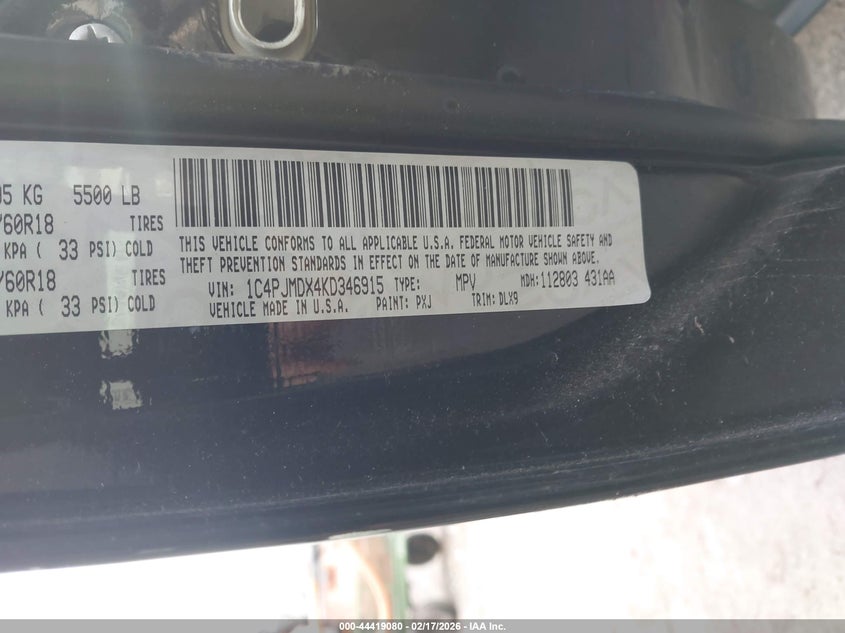 5 KG 5500 LB
/60R18 TIRES
KPA ( 33 PSI) COLD
/60R18 TIRES
KPA ( 33 PSI) COLD
THIS VEHICLE CONFORMS TO ALL APPLICABLE U.S.A. FEDERAL MOTOR VEHICLE SAFETY AND
THEFT PREVENTION STANDARDS IN EFFECT ON THE DATE OF MANUFACTURE SHOWN ABOVE.
VIN: 1C4PJMDX4KD346915 TYPE: MPV MDH: 112803 431AA
VEHICLE MADE IN U.S.A. PAINT: PXJ TRIM: DLX9
000-44419080 - 02/17/2026 - IAA Inc.